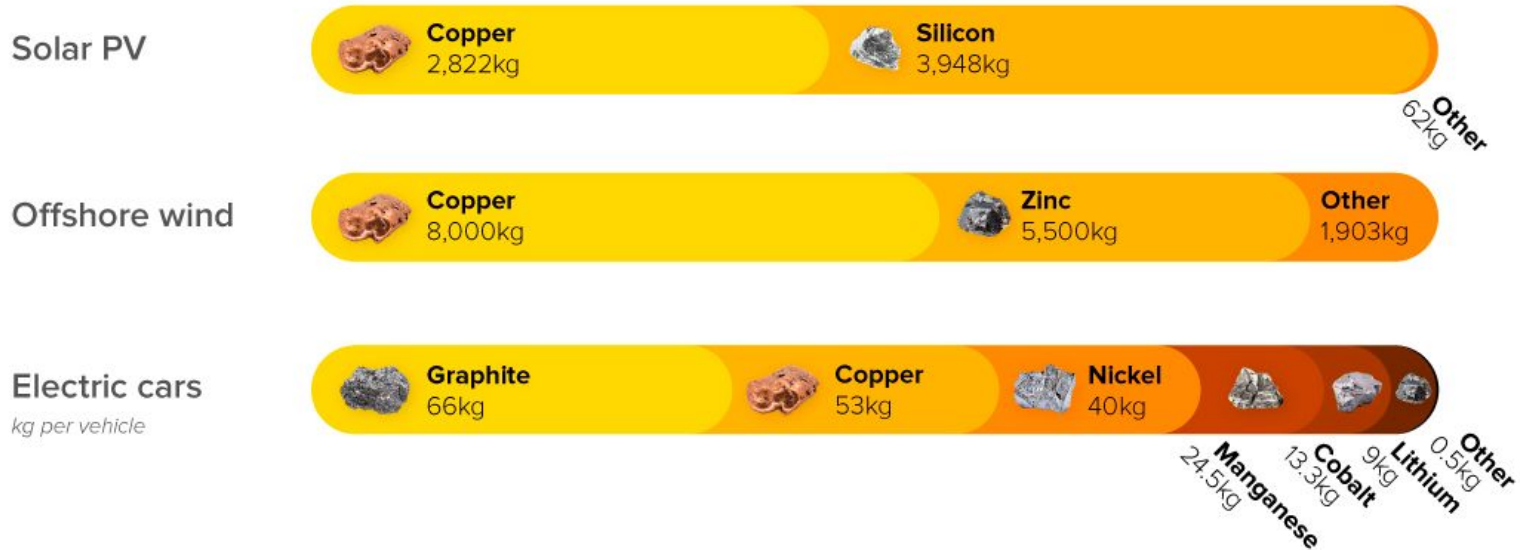 Solar PV
Copper
2,822kg
Silicon
3,948kg
Other
62kg
Offshore wind
Copper
8,000kg
Zinc
5,500kg
Other
1,903kg
Electric cars
kg per vehicle
Graphite
66kg
Copper
53kg
Nickel
40kg
Manganese
24.5kg
Cobalt
13.3kg
Lithium
9kg
Other
0.5kg